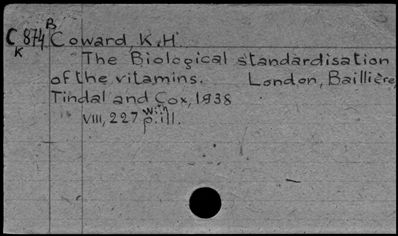 B
C 874 Coward K.H.
K
The Biological standardisation
of the vitamins. London, Baillière,
Tindal and Cox, 1938
VIII, 227 p. ill.